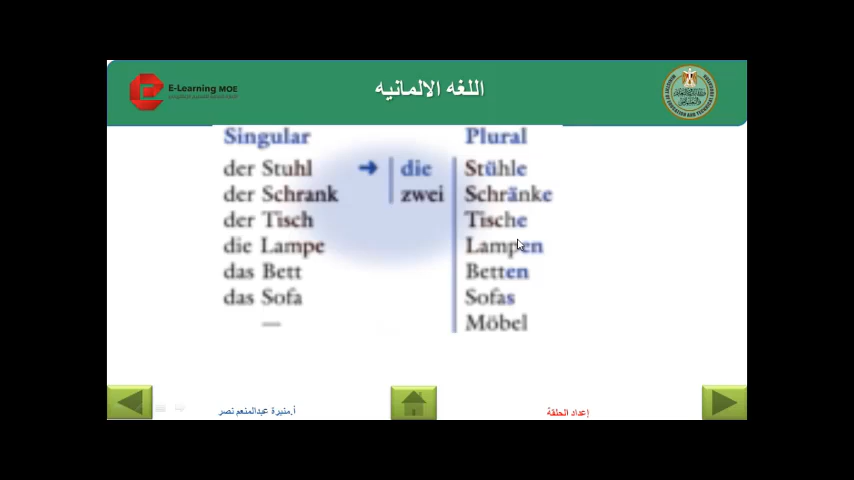 E-Learning MOE
اللغه الالمانيه
Singular Plural
der Stuhl → die Stühle
der Schrank zwei Schränke
der Tisch Tische
die Lampe Lampen
das Bett Betten
das Sofa Sofas
— Möbel
أ.منيرة عبدالمنعم نصر
إعداد الحلقة